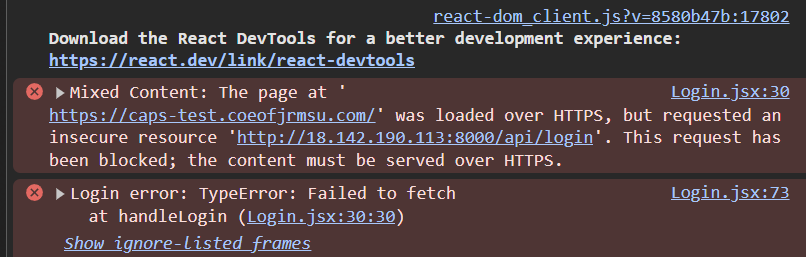 react-dom_client.js?v=8580b47b:17802
Download the React DevTools for a better development experience:
https://react.dev/link/react-devtools
Mixed Content: The page at ' Login.jsx:30
https://caps-test.coeofjrmsu.com/' was loaded over HTTPS, but requested an
insecure resource 'http://18.142.190.113:8000/api/login'. This request has
been blocked; the content must be served over HTTPS.
Login error: TypeError: Failed to fetch Login.jsx:73
at handleLogin (Login.jsx:30:30)
Show ignore-listed frames